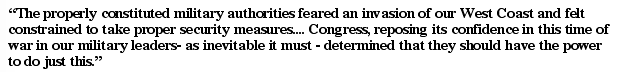 “The properly constituted military authorities feared an invasion of our West Coast and felt
constrained to take proper security measures.... Congress, reposing its confidence in this time of
war in our military leaders- as inevitable it must - determined that they should have the power
to do just this.”